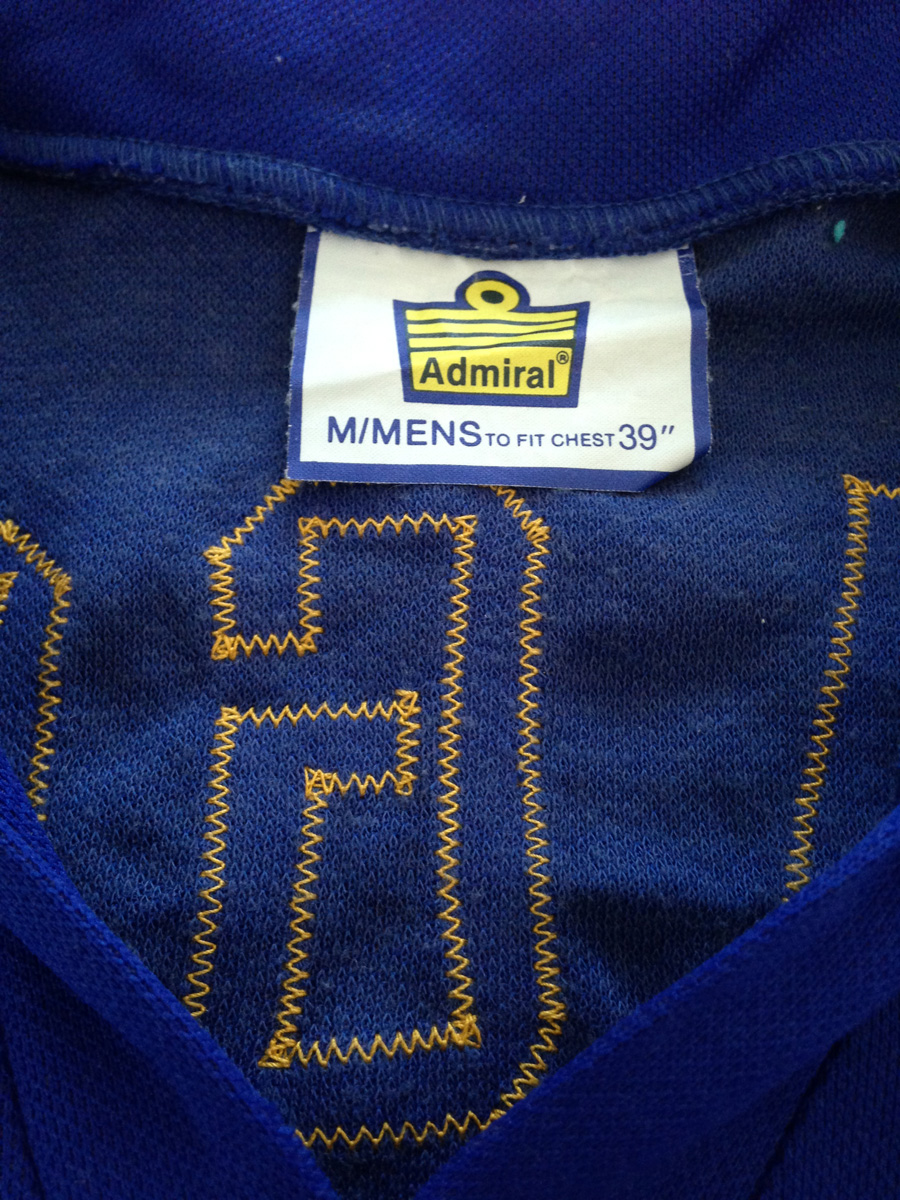 Admiral®
M/MENS TO FIT CHEST 39"